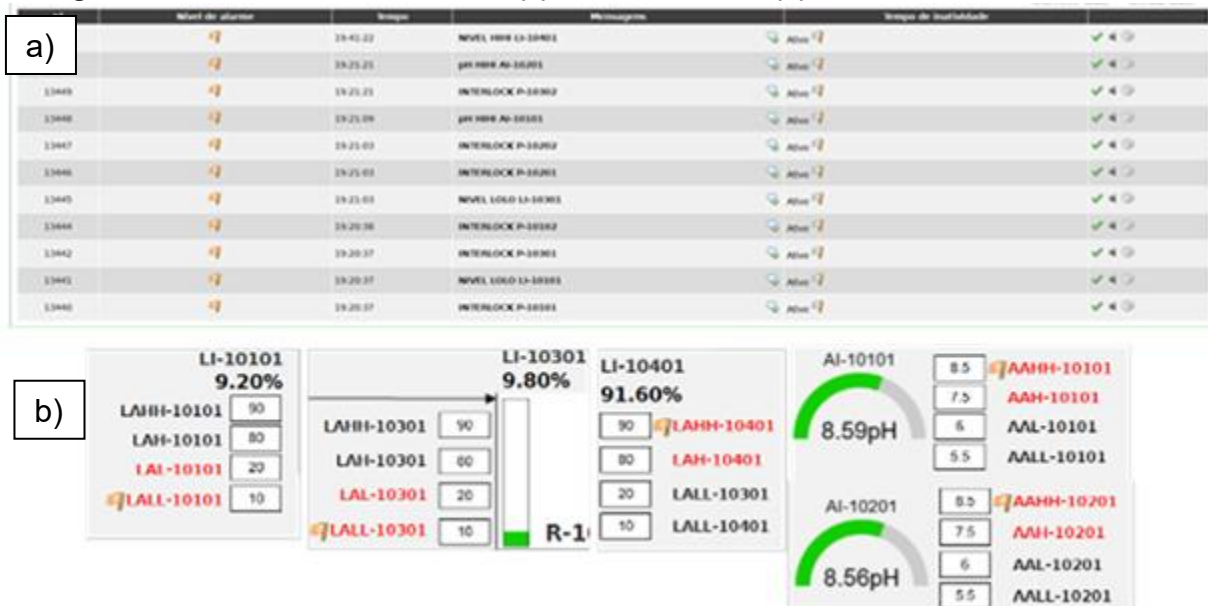 a)
Nível de alarme Tempo Mensagens Tempo de Inatividade
19:41:22 NIVEL HIHI LI-10401 Ativo
19:21:21 pH HIHI AI-10201 Ativo
13449 19:21:21 INTERLOCK P-10302 Ativo
13448 19:21:09 pH HIHI AI-10101 Ativo
13447 19:21:03 INTERLOCK P-10202 Ativo
13446 19:21:03 INTERLOCK P-10201 Ativo
13445 19:21:03 NIVEL LOLO LI-10301 Ativo
13444 19:20:38 INTERLOCK P-10102 Ativo
13442 19:20:37 INTERLOCK P-10301 Ativo
13441 19:20:37 NIVEL LOLO LI-10101 Ativo
13440 19:20:37 INTERLOCK P-10101 Ativo
b)
LI-10101
9.20%
LAHH-10101 90
LAH-10101 80
LAL-10101 20
LALL-10101 10
LI-10301
9.80%
LAHH-10301 90
LAH-10301 80
LAL-10301 20
LALL-10301 10
R-1
LI-10401
91.60%
90 LAHH-10401
80 LAH-10401
20 LALL-10301
10 LALL-10401
AI-10101
8.59pH
8.5 AAHH-10101
7.5 AAH-10101
6 AAL-10101
5.5 AALL-10101
AI-10201
8.56pH
8.5 AAHH-10201
7.5 AAH-10201
6 AAL-10201
5.5 AALL-10201